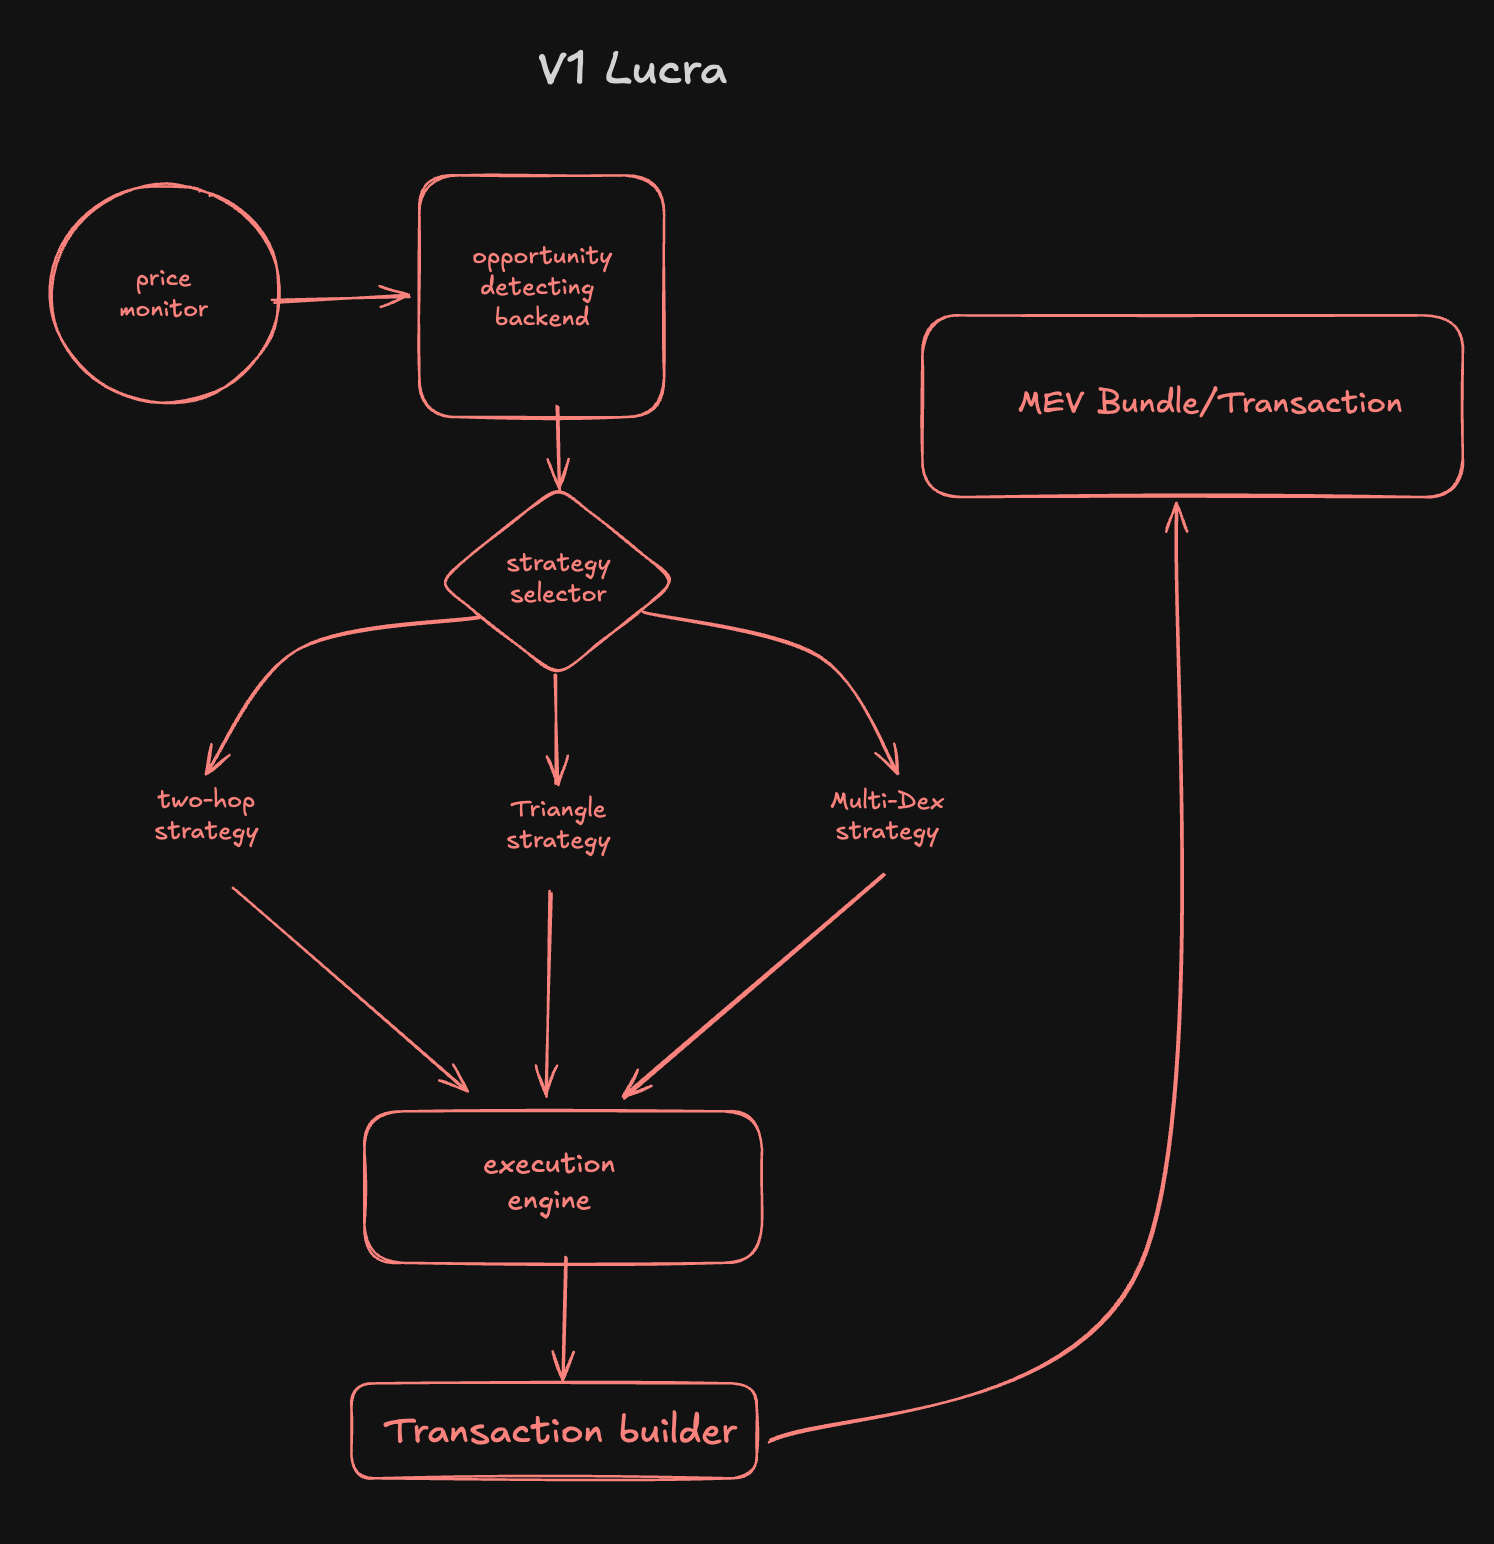 V1 Lucra
price
monitor
opportunity
detecting
backend
MEV Bundle/Transaction
strategy
selector
two-hop
strategy
Triangle
strategy
Multi-Dex
strategy
execution
engine
Transaction builder